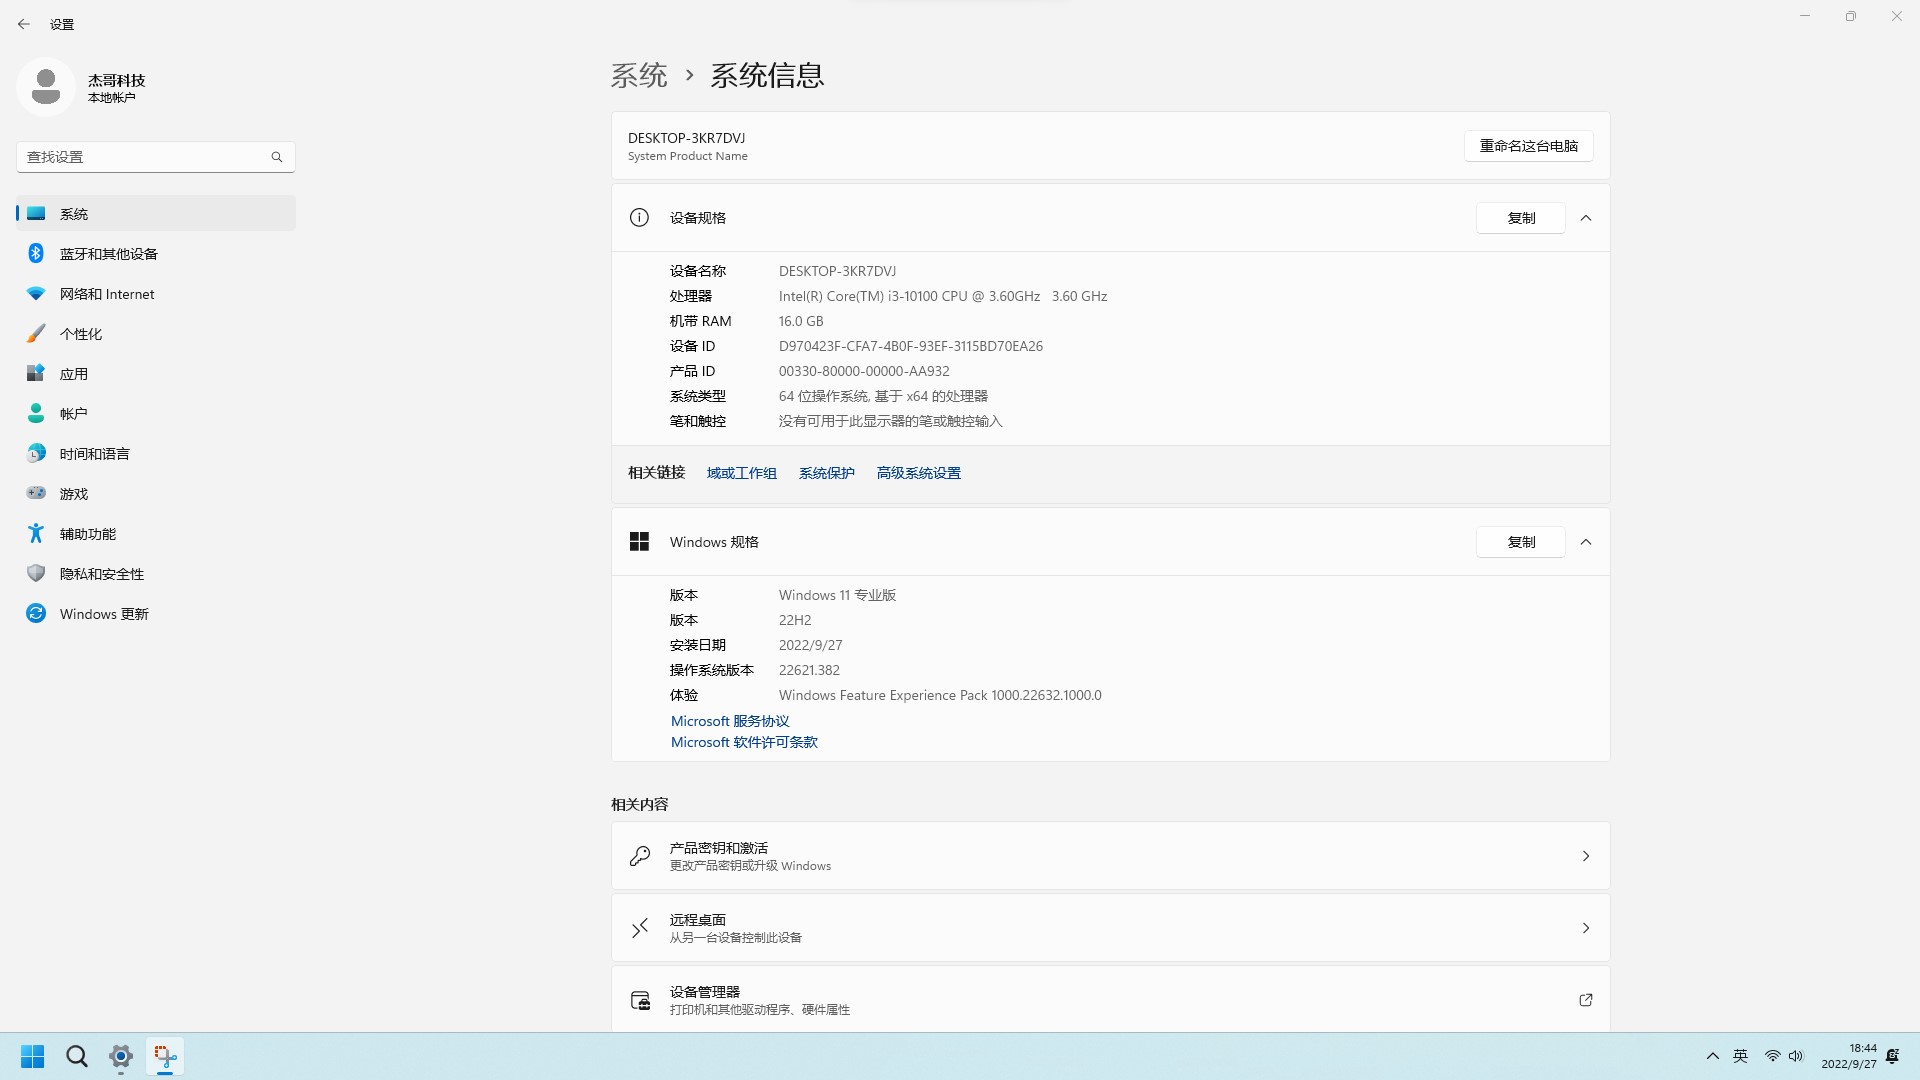 设置
杰哥科技
本地帐户
查找设置
系统
蓝牙和其他设备
网络和 Internet
个性化
应用
帐户
时间和语言
游戏
辅助功能
隐私和安全性
Windows 更新
系统 › 系统信息
DESKTOP-3KR7DVJ
System Product Name
重命名这台电脑
设备规格
复制
设备名称 DESKTOP-3KR7DVJ
处理器 Intel(R) Core(TM) i3-10100 CPU @ 3.60GHz 3.60 GHz
机带 RAM 16.0 GB
设备 ID D970423F-CFA7-4B0F-93EF-3115BD70EA26
产品 ID 00330-80000-00000-AA932
系统类型 64 位操作系统, 基于 x64 的处理器
笔和触控 没有可用于此显示器的笔或触控输入
相关链接 域或工作组 系统保护 高级系统设置
Windows 规格
复制
版本 Windows 11 专业版
版本 22H2
安装日期 2022/9/27
操作系统版本 22621.382
体验 Windows Feature Experience Pack 1000.22632.1000.0
Microsoft 服务协议
Microsoft 软件许可条款
相关内容
产品密钥和激活
更改产品密钥或升级 Windows
远程桌面
从另一台设备控制此设备
设备管理器
打印机和其他驱动程序、硬件属性
英
18:44
2022/9/27